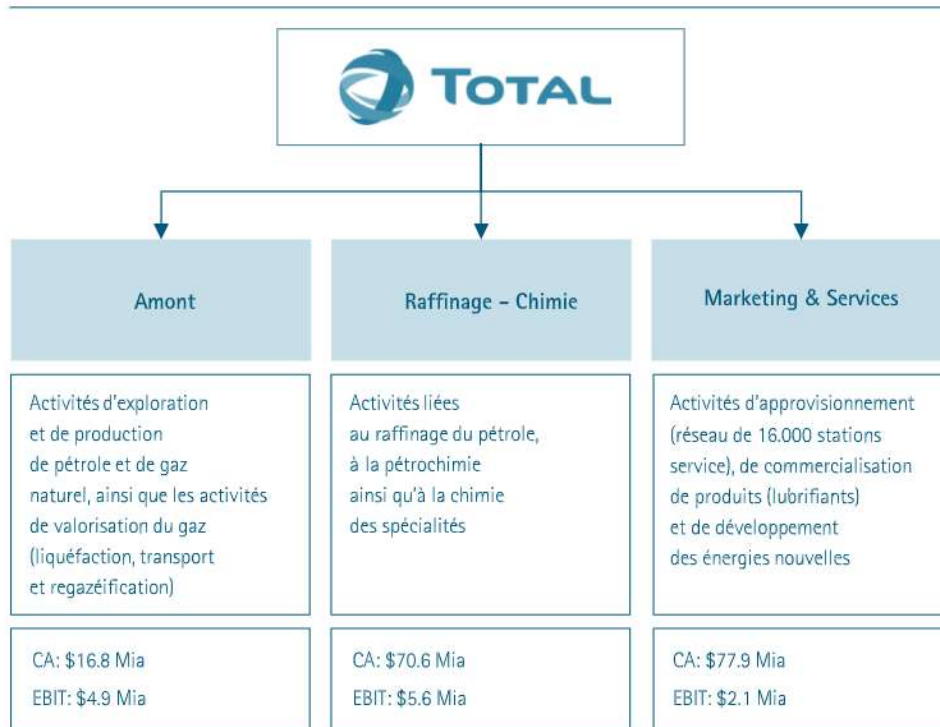 TOTAL
Amont
Raffinage – Chimie
Marketing & Services
Activités d'exploration
et de production
de pétrole et de gaz
naturel, ainsi que les activités
de valorisation du gaz
(liquéfaction, transport
et regazéification)
Activités liées
au raffinage du pétrole,
à la pétrochimie
ainsi qu'à la chimie
des spécialités
Activités d'approvisionnement
(réseau de 16.000 stations
service), de commercialisation
de produits (lubrifiants)
et de développement
des énergies nouvelles
CA: $16.8 Mia
EBIT: $4.9 Mia
CA: $70.6 Mia
EBIT: $5.6 Mia
CA: $77.9 Mia
EBIT: $2.1 Mia